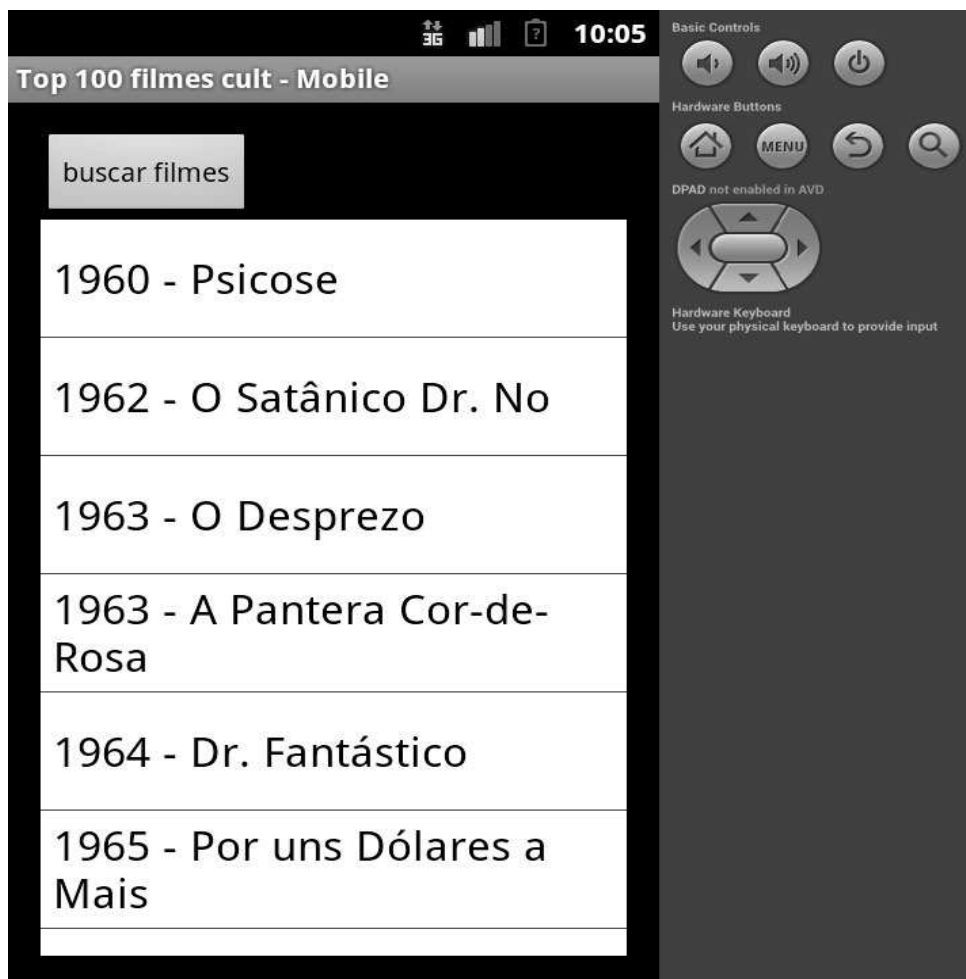 3G 10:05
Top 100 filmes cult - Mobile
buscar filmes
1960 - Psicose
1962 - O Satânico Dr. No
1963 - O Desprezo
1963 - A Pantera Cor-de-
Rosa
1964 - Dr. Fantástico
1965 - Por uns Dólares a
Mais
Basic Controls
Hardware Buttons
MENU
DPAD not enabled in AVD
Hardware Keyboard
Use your physical keyboard to provide input